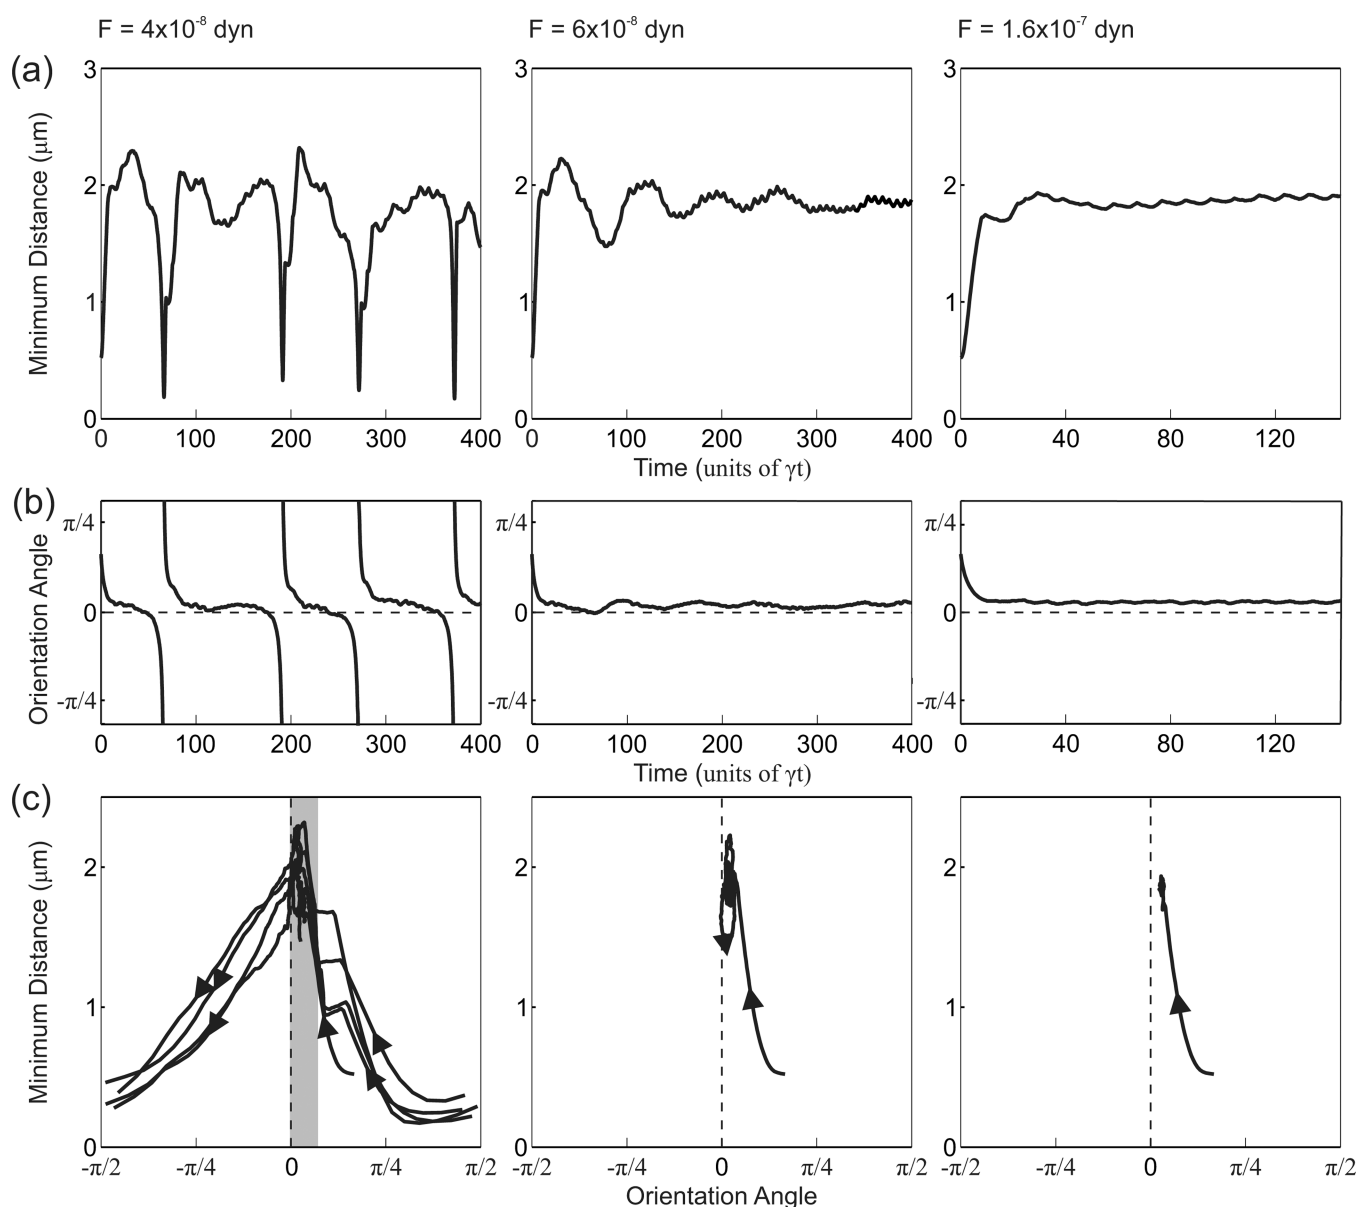 F = 4x10⁻⁸ dyn F = 6x10⁻⁸ dyn F = 1.6x10⁻⁷ dyn
(a)
Minimum Distance (μm)
3 3 3
2 2 2
1 1 1
0 0 0
0 100 200 300 400 0 100 200 300 400 0 40 80 120
Time (units of γt)
(b)
Orientation Angle
π/4 π/4 π/4
0 0 0
-π/4 -π/4 -π/4
0 100 200 300 400 0 100 200 300 400 0 40 80 120
Time (units of γt)
(c)
Minimum Distance (μm)
2 2 2
1 1 1
0 0 0
-π/2 -π/4 0 π/4 π/2 -π/2 -π/4 0 π/4 π/2 -π/2 -π/4 0 π/4 π/2
Orientation Angle